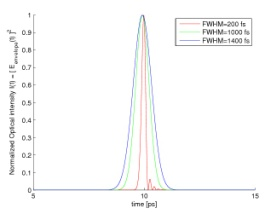 Normalized Optical intensity I(t) = [ E envelope(t) ]²
1
0.9
0.8
0.7
0.6
0.5
0.4
0.3
0.2
0.1
0
5
10
15
time [ps]
FWHM=200 fs
FWHM=1000 fs
FWHM=1400 fs